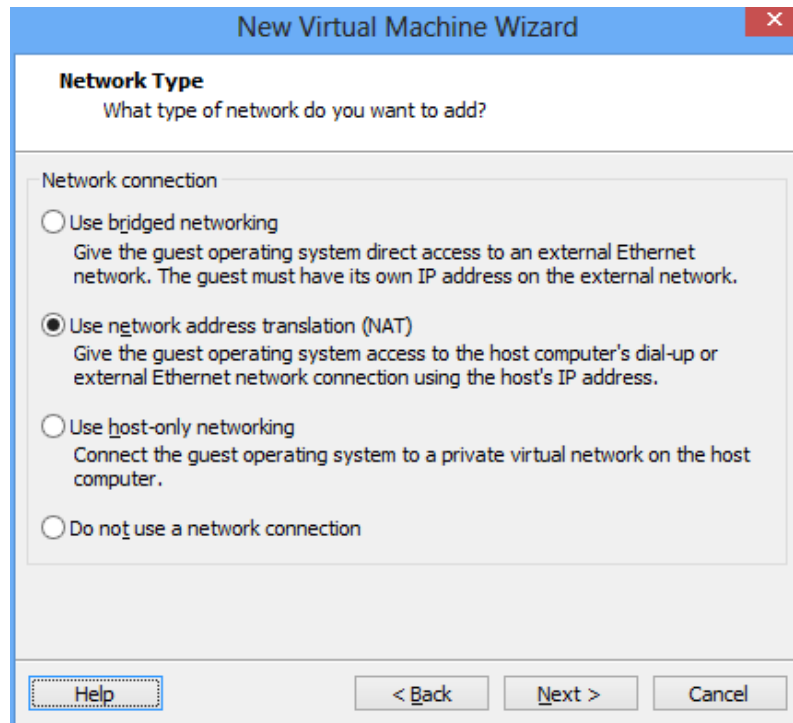 New Virtual Machine Wizard
Network Type
What type of network do you want to add?
Network connection
Use bridged networking
Give the guest operating system direct access to an external Ethernet
network. The guest must have its own IP address on the external network.
Use network address translation (NAT)
Give the guest operating system access to the host computer's dial-up or
external Ethernet network connection using the host's IP address.
Use host-only networking
Connect the guest operating system to a private virtual network on the host
computer.
Do not use a network connection
Help
< Back
Next >
Cancel